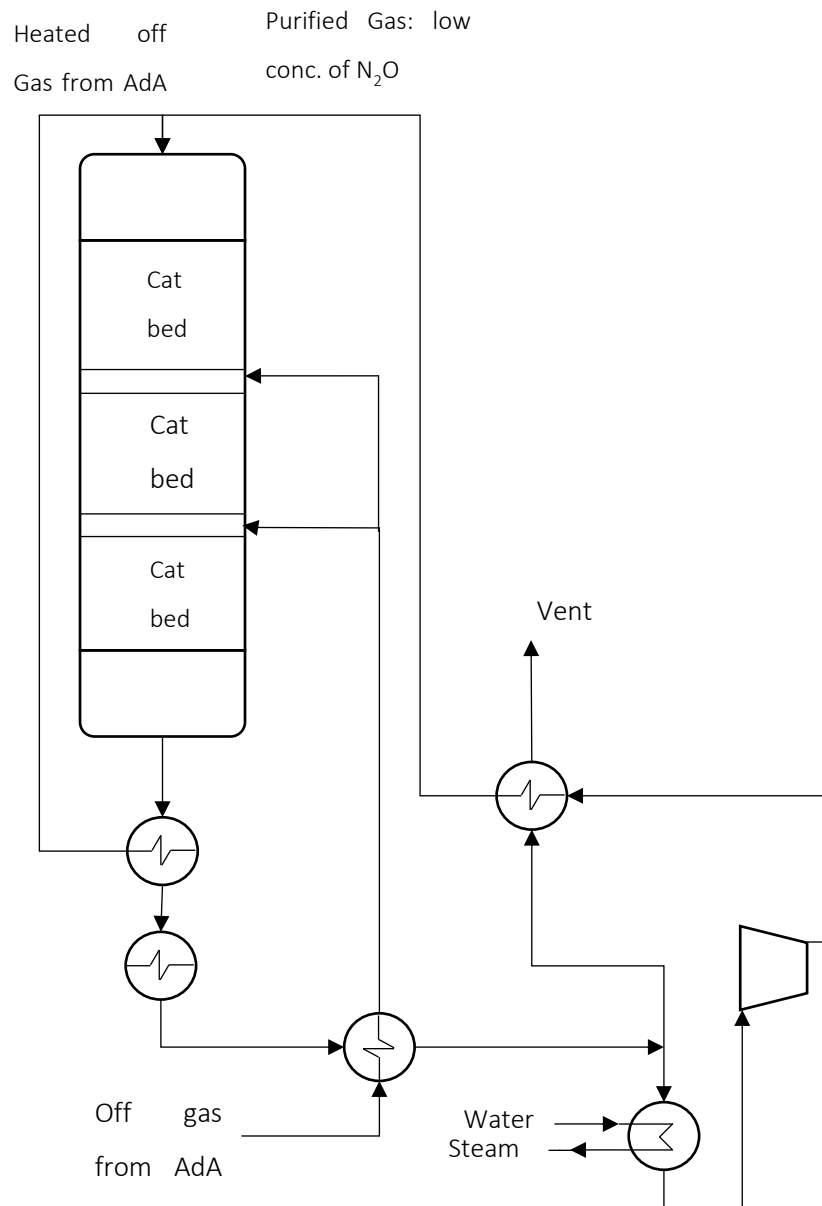 Heated off
Gas from AdA
Purified Gas: low
conc. of N₂O
Cat
bed
Cat
bed
Cat
bed
Vent
Off gas
from AdA
Water
Steam